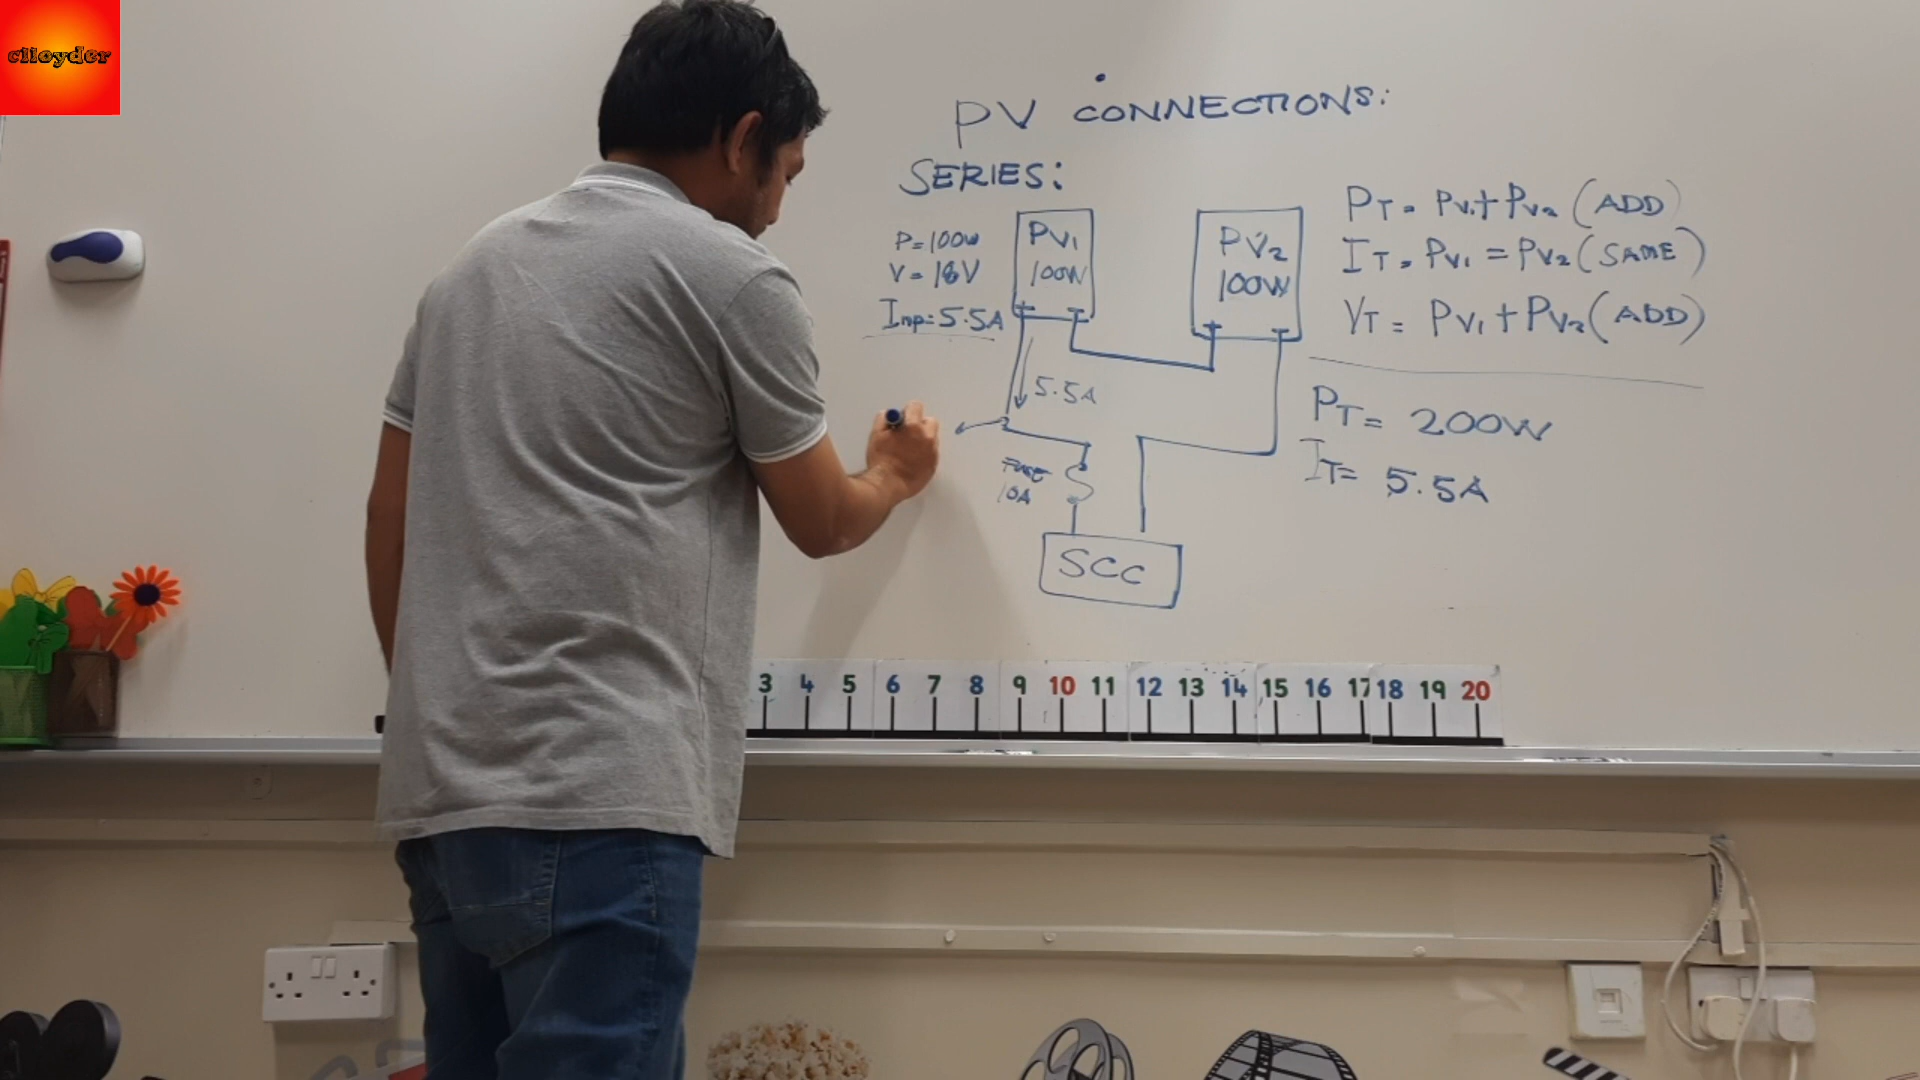 ciloyder
PV CONNECTIONS:
SERIES:
P=100W
V=18V
Imp=5.5A
PV1
100W
PV2
100W
PT = PV1+PV2 (ADD)
IT = PV1 = PV2 (SAME)
VT = PV1+PV2 (ADD)
5.5A
FUSE
10A
SCC
PT= 200W
IT= 5.5A
3 4 5 6 7 8 9 10 11 12 13 14 15 16 17 18 19 20